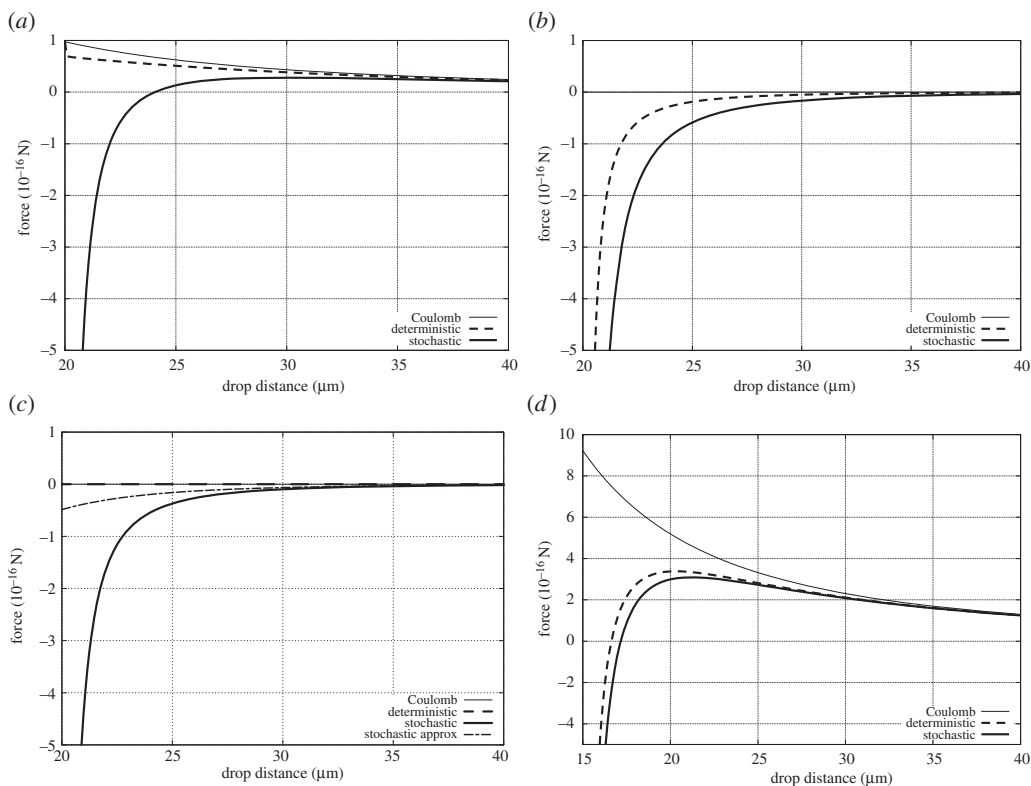 (a)
1
0
–1
–2
–3
–4
–5
force (10⁻¹⁶ N)
Coulomb
deterministic
stochastic
20 25 30 35 40
drop distance (μm)
(b)
1
0
–1
–2
–3
–4
–5
force (10⁻¹⁶ N)
Coulomb
deterministic
stochastic
20 25 30 35 40
drop distance (μm)
(c)
1
0
–1
–2
–3
–4
–5
force (10⁻¹⁶ N)
Coulomb
deterministic
stochastic
stochastic approx
20 25 30 35 40
drop distance (μm)
(d)
10
8
6
4
2
0
–2
–4
force (10⁻¹⁶ N)
Coulomb
deterministic
stochastic
15 20 25 30 35 40
drop distance (μm)